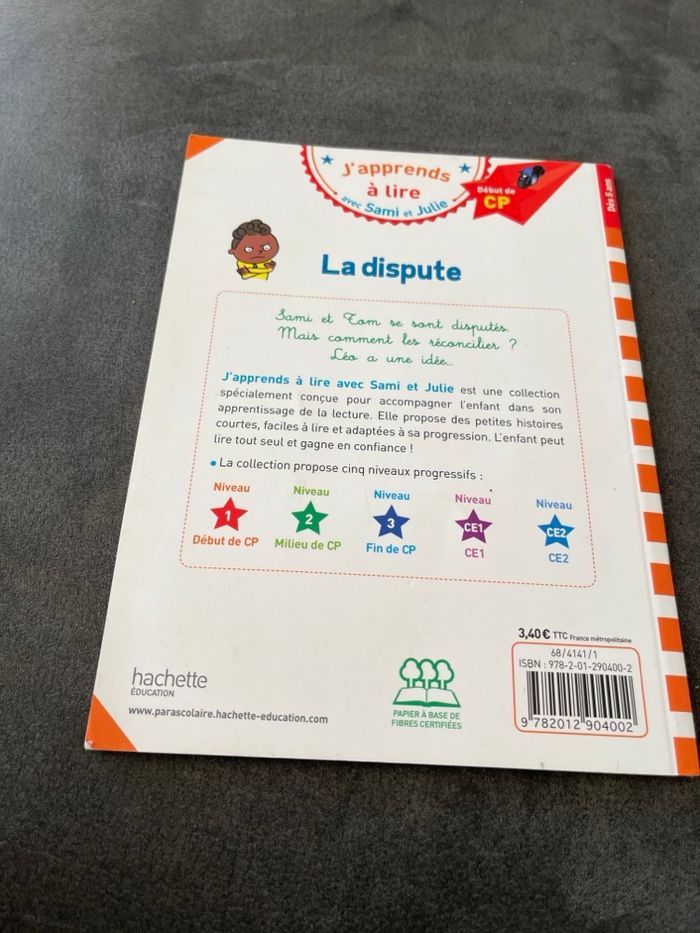 J'apprends
à lire
avec Sami et Julie
Début de
CP
Dès 5 ans
La dispute
Sami et Tom se sont disputés.
Mais comment les réconcilier ?
Léo a une idée...
J'apprends à lire avec Sami et Julie est une collection
spécialement conçue pour accompagner l'enfant dans son
apprentissage de la lecture. Elle propose des petites histoires
courtes, faciles à lire et adaptées à sa progression. L'enfant peut
lire tout seul et gagne en confiance !
• La collection propose cinq niveaux progressifs :
Niveau
1
Début de CP
Niveau
2
Milieu de CP
Niveau
3
Fin de CP
Niveau
CE1
CE1
Niveau
CE2
CE2
3,40 € TTC France métropolitaine
68/4141/1
ISBN : 978-2-01-290400-2
9 782012 904002
hachette
ÉDUCATION
www.parascolaire.hachette-education.com
PAPIER À BASE DE
FIBRES CERTIFIÉES